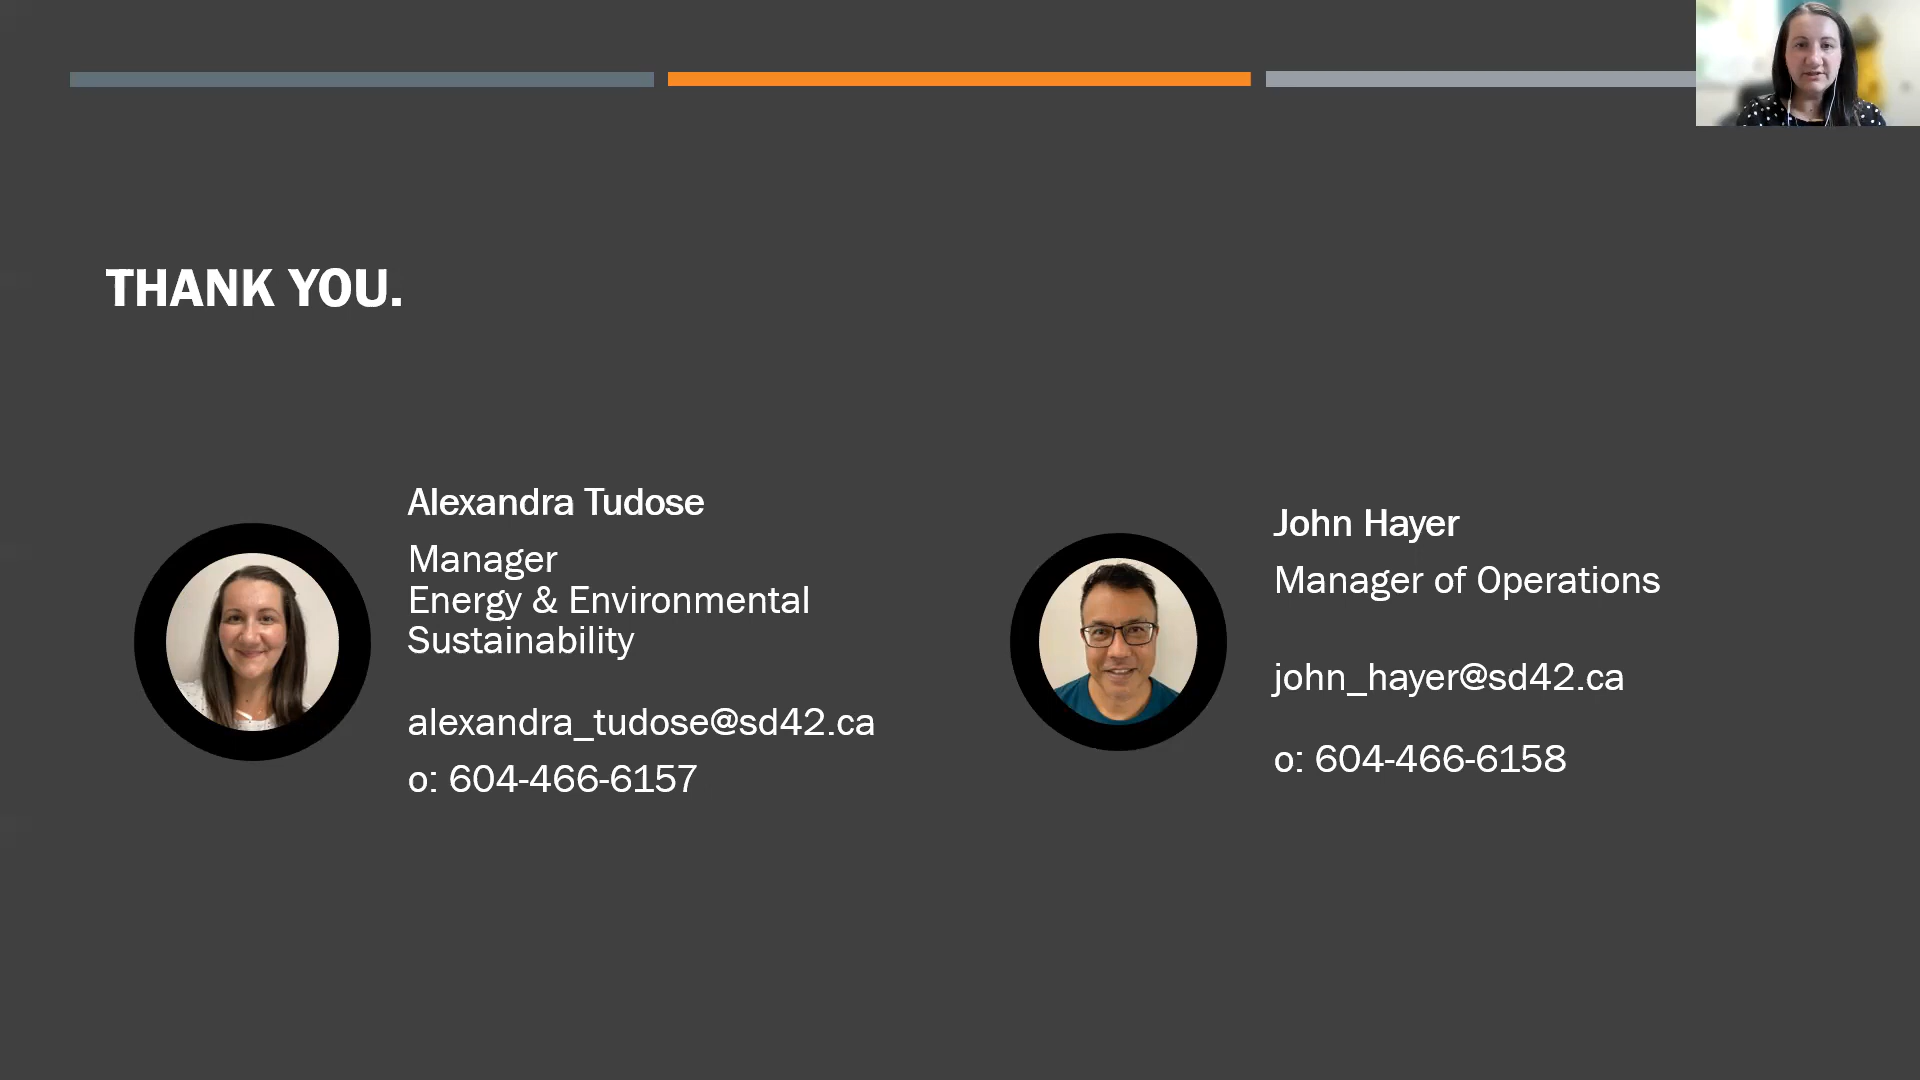 THANK YOU.
Alexandra Tudose
Manager
Energy & Environmental
Sustainability
alexandra_tudose@sd42.ca
o: 604-466-6157
John Hayer
Manager of Operations
john_hayer@sd42.ca
o: 604-466-6158